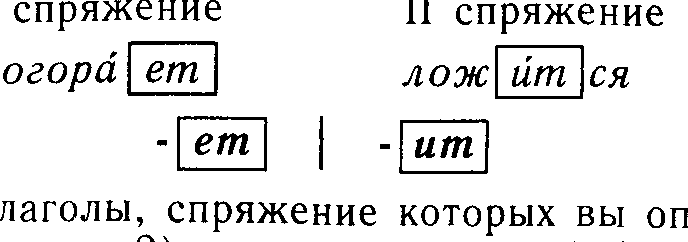 спряжение II спряжение
огора́ ет лож и́т ся
- ет | - ит
лаголы, спряжение которых вы оп